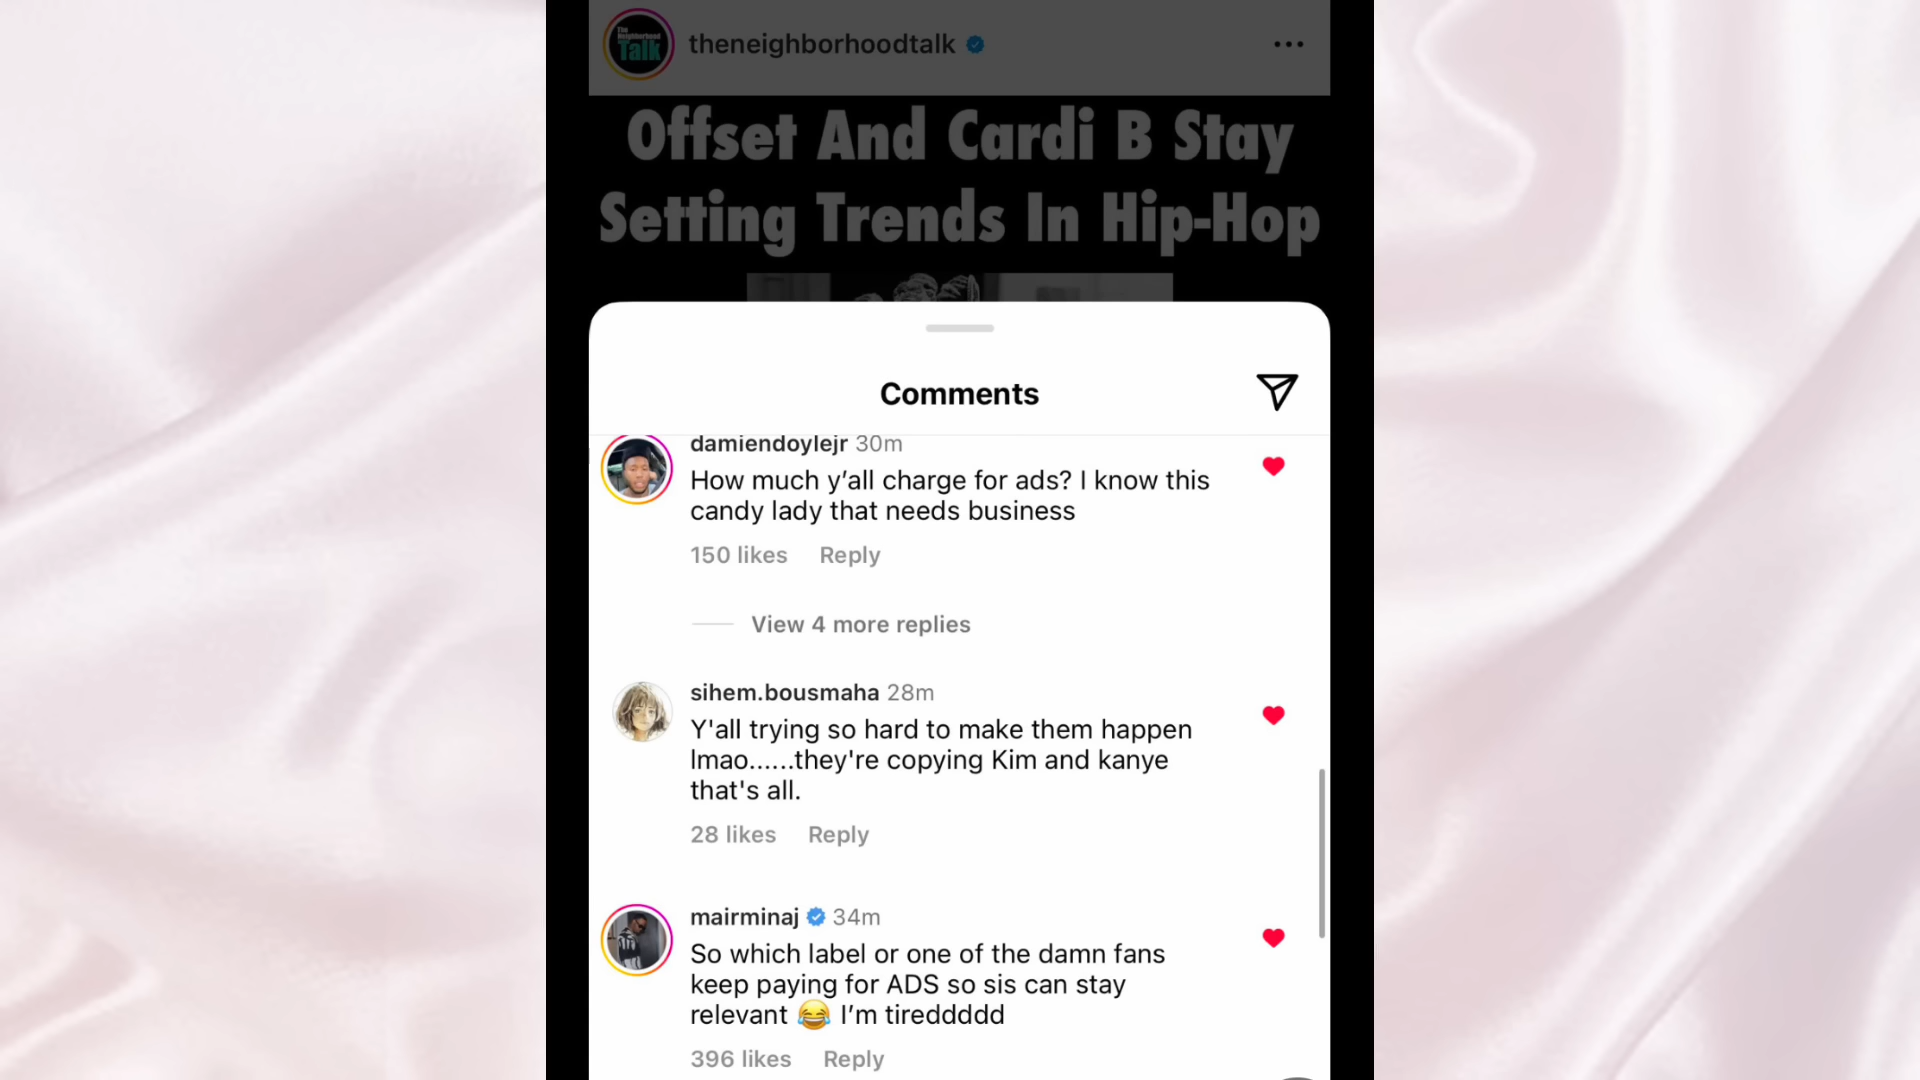 The
Neighborhood
Talk
theneighborhoodtalk
Offset And Cardi B Stay
Setting Trends In Hip-Hop
Comments
damiendoylejr 30m
How much y’all charge for ads? I know this
candy lady that needs business
150 likes Reply
View 4 more replies
sihem.bousmaha 28m
Y'all trying so hard to make them happen
lmao......they're copying Kim and kanye
that's all.
28 likes Reply
mairminaj 34m
So which label or one of the damn fans
keep paying for ADS so sis can stay
relevant 😂 I’m tireddddd
396 likes Reply